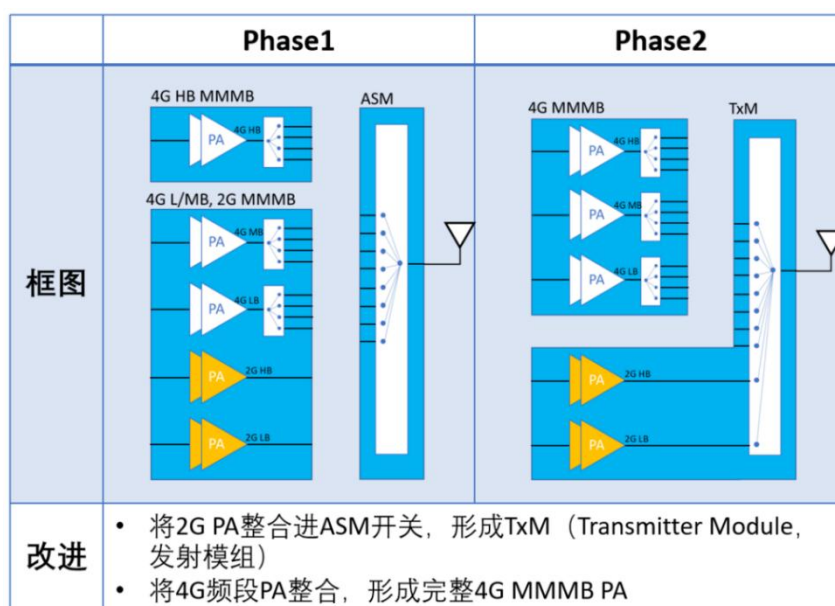 Phase1
Phase2
框图
4G HB MMMB
PA
4G HB
4G L/MB, 2G MMMB
PA
4G MB
PA
4G LB
PA
2G HB
PA
2G LB
ASM
4G MMMB
PA
4G HB
PA
4G MB
PA
4G LB
PA
2G HB
PA
2G LB
TxM
改进
• 将2G PA整合进ASM开关，形成TxM（Transmitter Module，
发射模组）
• 将4G频段PA整合，形成完整4G MMMB PA